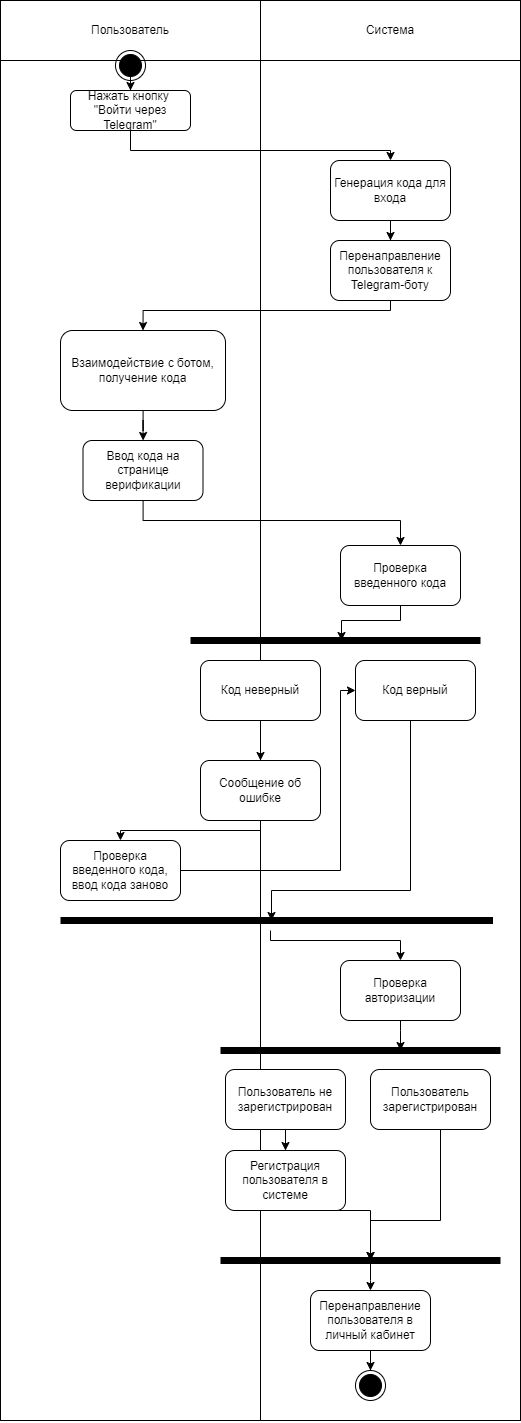 Пользователь
Система
Нажать кнопку
"Войти через
Telegram"
Генерация кода для
входа
Перенаправление
пользователя к
Telegram-боту
Взаимодействие с ботом,
получение кода
Ввод кода на
странице
верификации
Проверка
введенного кода
Код неверный
Код верный
Сообщение об
ошибке
Проверка
введенного кода,
ввод кода заново
Проверка
авторизации
Пользователь не
зарегистрирован
Пользователь
зарегистрирован
Регистрация
пользователя в
системе
Перенаправление
пользователя в
личный кабинет